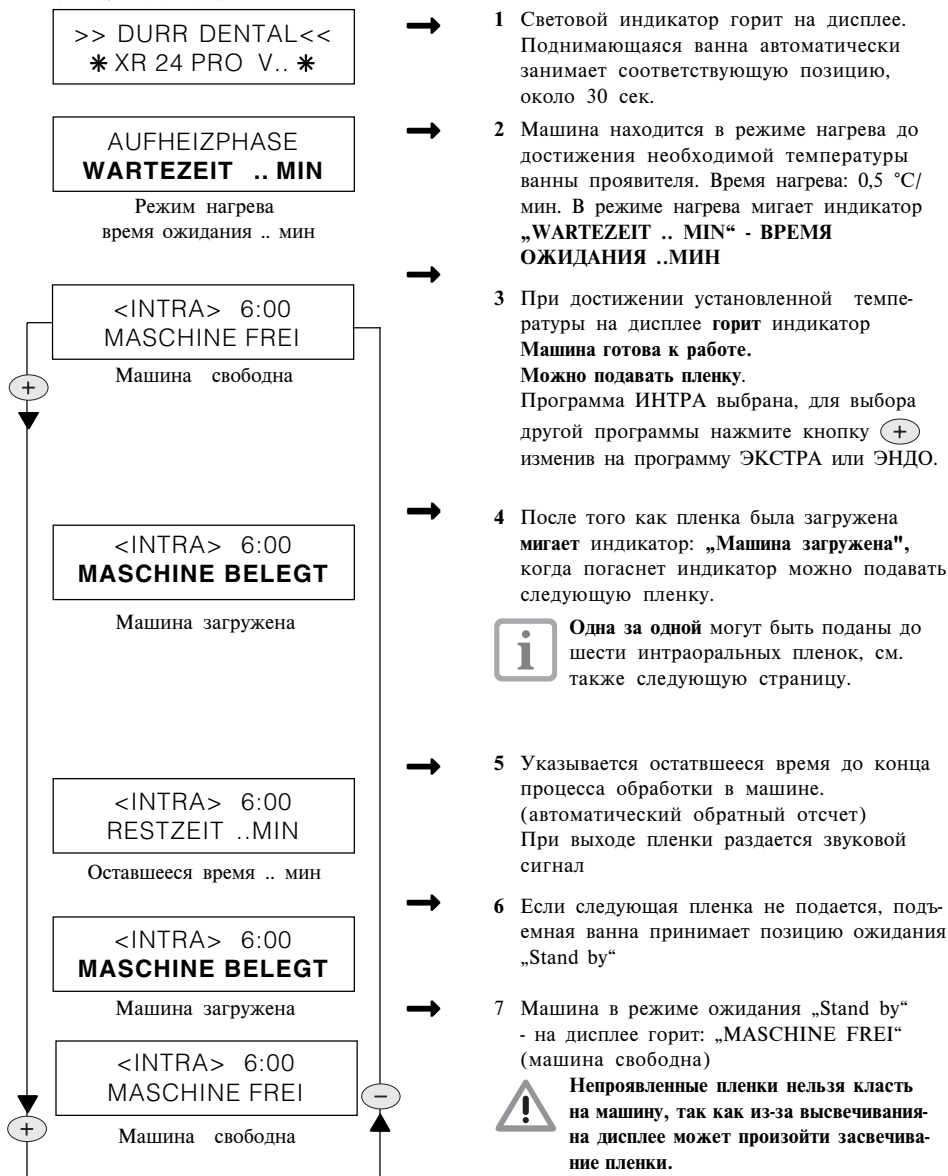 >> DURR DENTAL<<
✱ XR 24 PRO V.. ✱
1 Световой индикатор горит на дисплее.
Поднимающаяся ванна автоматически
занимает соответствующую позицию,
около 30 сек.
AUFHEIZPHASE
WARTEZEIT .. MIN
Режим нагрева
время ожидания .. мин
2 Машина находится в режиме нагрева до
достижения необходимой температуры
ванны проявителя. Время нагрева: 0,5 °C/
мин. В режиме нагрева мигает индикатор
„WARTEZEIT .. MIN“ - ВРЕМЯ
ОЖИДАНИЯ ..МИН
<INTRA> 6:00
MASCHINE FREI
Машина свободна
+
3 При достижении установленной темпе-
ратуры на дисплее горит индикатор
Машина готова к работе.
Можно подавать пленку.
Программа ИНТРА выбрана, для выбора
другой программы нажмите кнопку +
изменив на программу ЭКСТРА или ЭНДО.
<INTRA> 6:00
MASCHINE BELEGT
Машина загружена
4 После того как пленка была загружена
мигает индикатор: „Машина загружена",
когда погаснет индикатор можно подавать
следующую пленку.
i
Одна за одной могут быть поданы до
шести интраоральных пленок, см.
также следующую страницу.
<INTRA> 6:00
RESTZEIT ..MIN
Оставшееся время .. мин
5 Указывается остатвшееся время до конца
процесса обработки в машине.
(автоматический обратный отсчет)
При выходе пленки раздается звуковой
сигнал
<INTRA> 6:00
MASCHINE BELEGT
Машина загружена
6 Если следующая пленка не подается, подъ-
емная ванна принимает позицию ожидания
„Stand by“
<INTRA> 6:00
MASCHINE FREI
Машина свободна
+
−
7 Машина в режиме ожидания „Stand by“
- на дисплее горит: „MASCHINE FREI“
(машина свободна)
!
Непроявленные пленки нельзя класть
на машину, так как из-за высвечивания-
на дисплее может произойти засвечива-
ние пленки.